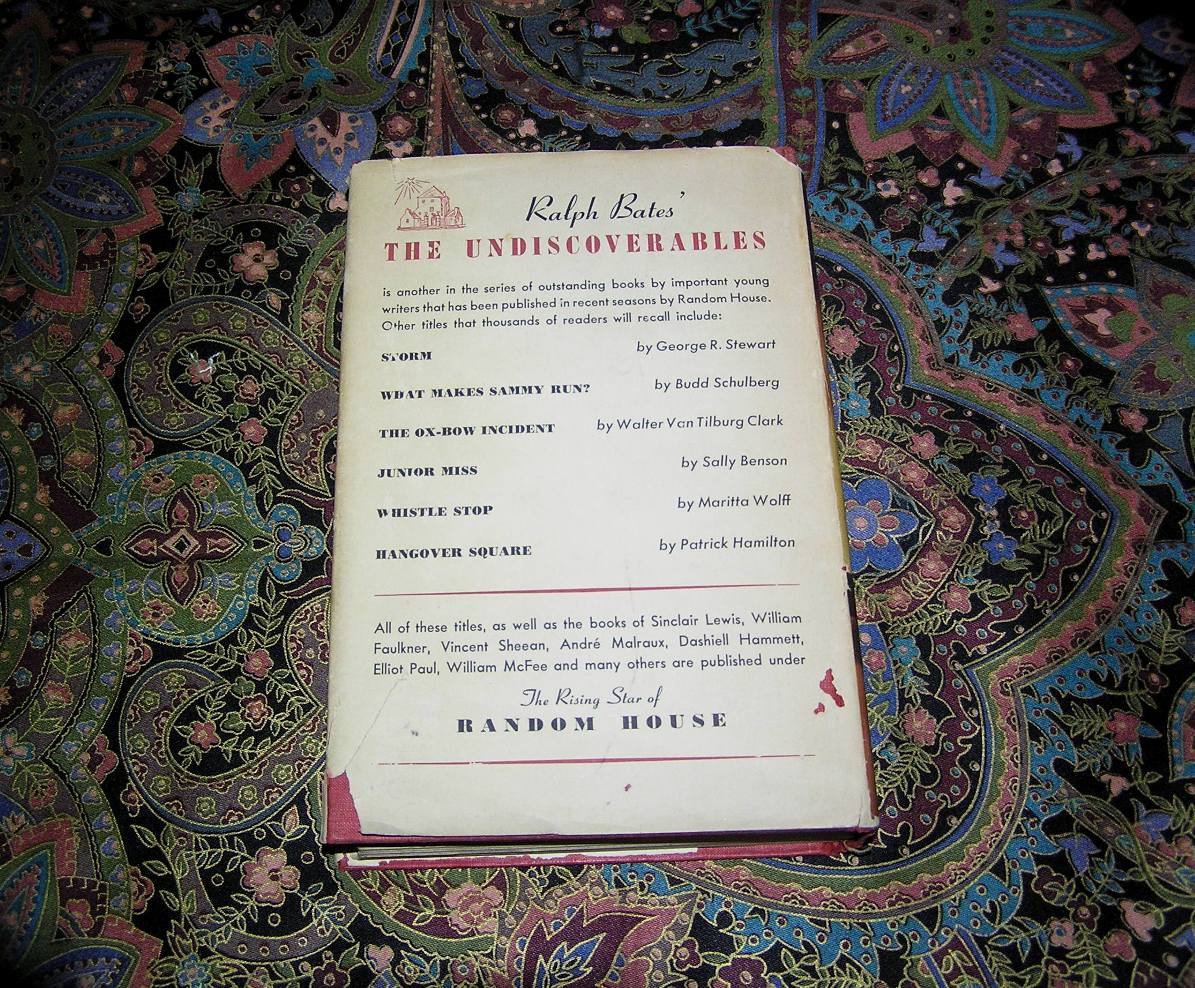 Ralph Bates'
THE UNDISCOVERABLES
is another in the series of outstanding books by important young
writers that has been published in recent seasons by Random House.
Other titles that thousands of readers will recall include:
STORM by George R. Stewart
WHAT MAKES SAMMY RUN? by Budd Schulberg
THE OX-BOW INCIDENT by Walter Van Tilburg Clark
JUNIOR MISS by Sally Benson
WHISTLE STOP by Maritta Wolff
HANGOVER SQUARE by Patrick Hamilton
All of these titles, as well as the books of Sinclair Lewis, William
Faulkner, Vincent Sheean, André Malraux, Dashiell Hammett,
Elliot Paul, William McFee and many others are published under
The Rising Star of
RANDOM HOUSE